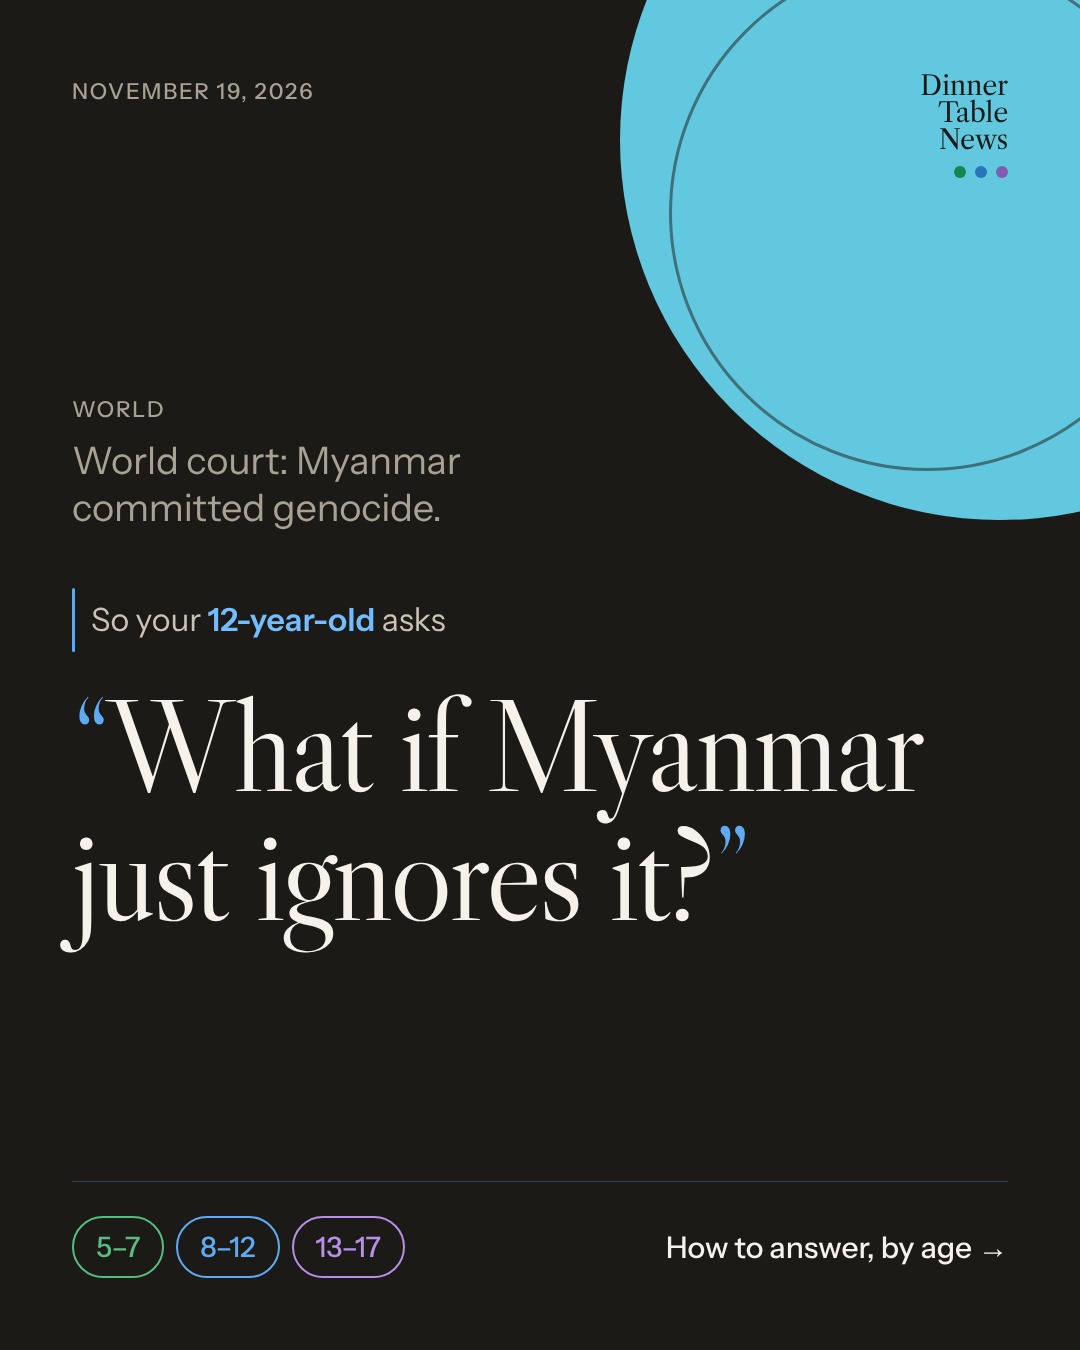 NOVEMBER 19, 2026
Dinner
Table
News
WORLD
World court: Myanmar
committed genocide.
So your 12-year-old asks
“What if Myanmar
just ignores it?”
5–7
8–12
13–17
How to answer, by age →